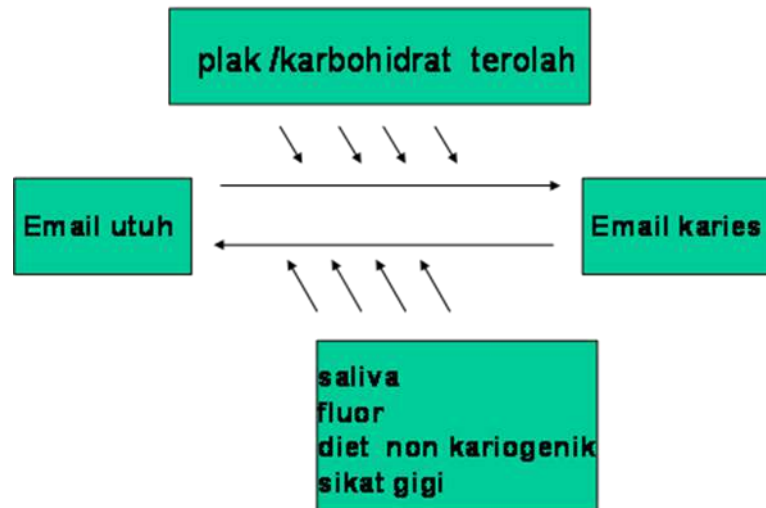 plak /karbohidrat terolah
Email utuh
Email karies
saliva
fluor
diet non kariogenik
sikat gigi